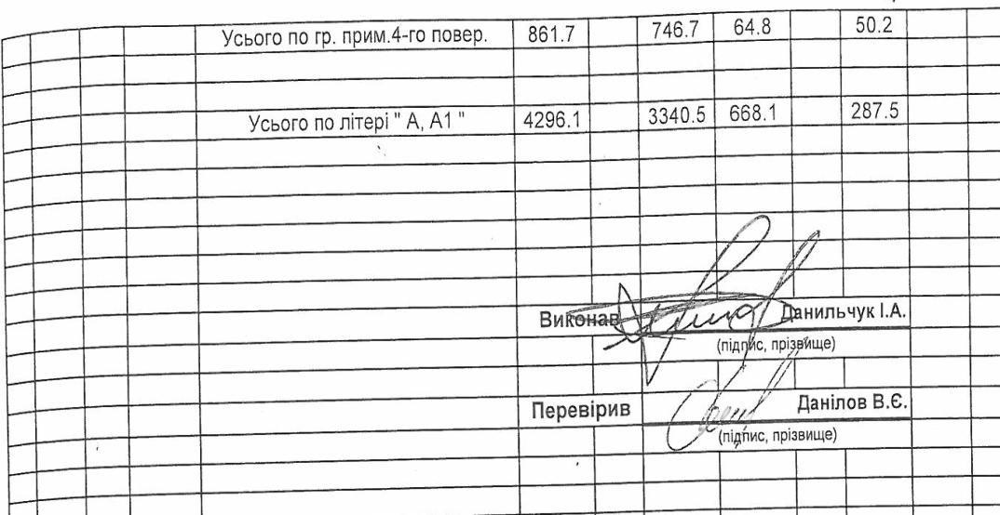 Усього по гр. прим.4-го повер. 861.7 746.7 64.8 50.2
Усього по літері " А, А1 " 4296.1 3340.5 668.1 287.5
Виконав Данильчук І.А.
(підпис, прізвище)
Перевірив Данілов В.Є.
(підпис, прізвище)